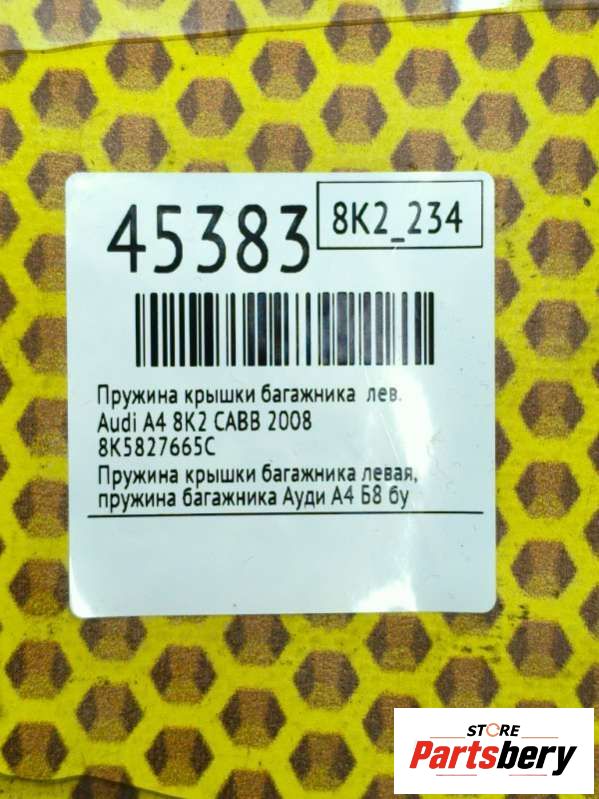 45383
8K2_234
Пружина крышки багажника лев.
Audi A4 8K2 CABB 2008
8K5827665C
Пружина крышки багажника левая,
пружина багажника Ауди А4 Б8 бу
STORE
Partsbery